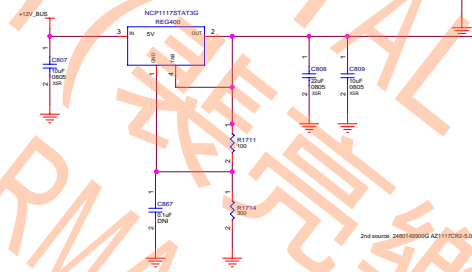 +12V_BUS
NCP1117STAT3G
REG400
3
IN
5V
OUT
2
GND
TAB
1
4
1
C807
10uF
0805
X5R
2
1
C808
22uF
0805
X5R
2
1
C809
10uF
0805
X5R
2
1
R1711
100
2
1
C867
0.1uF
DNI
2
1
R1714
300
2
2nd source: 2480149900G AZ1117CR2-5.0